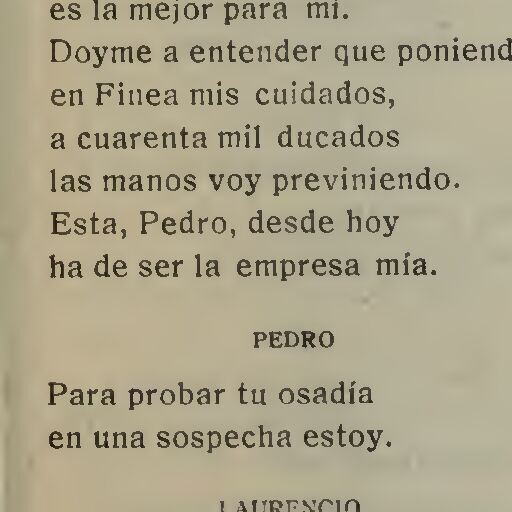 es la mejor para mí.
Doyme a entender que poniend
en Finea mis cuidados,
a cuarenta mil ducados
las manos voy previniendo.
Esta, Pedro, desde hoy
ha de ser la empresa mía.
PEDRO
Para probar tu osadía
en una sospecha estoy.
LAURENCIO